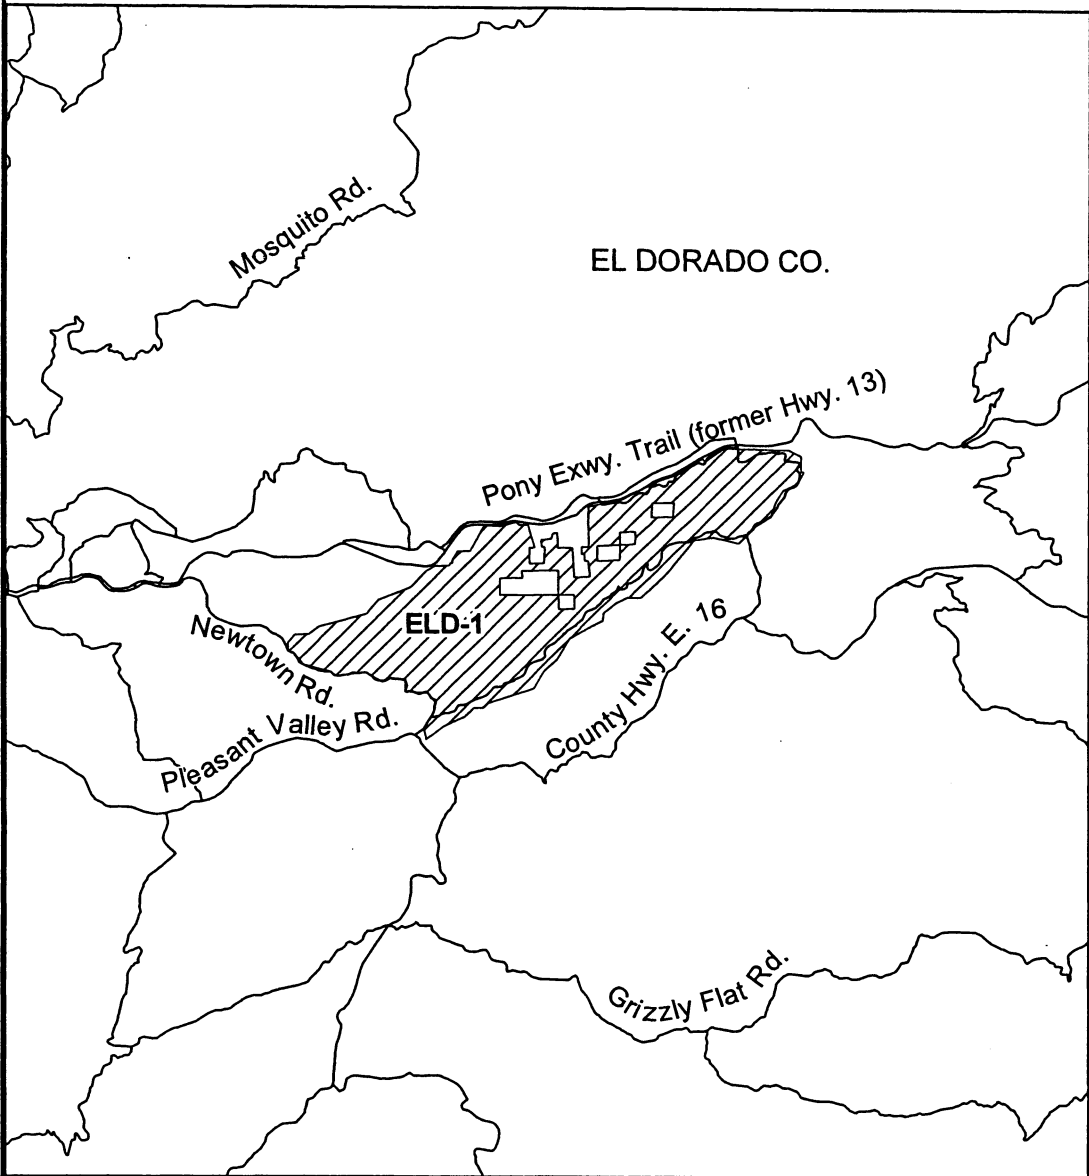 Mosquito Rd.
EL DORADO CO.
Pony Exwy. Trail (former Hwy. 13)
ELD-1
Newtown Rd.
County Hwy. E. 16
Pleasant Valley Rd.
Grizzly Flat Rd.